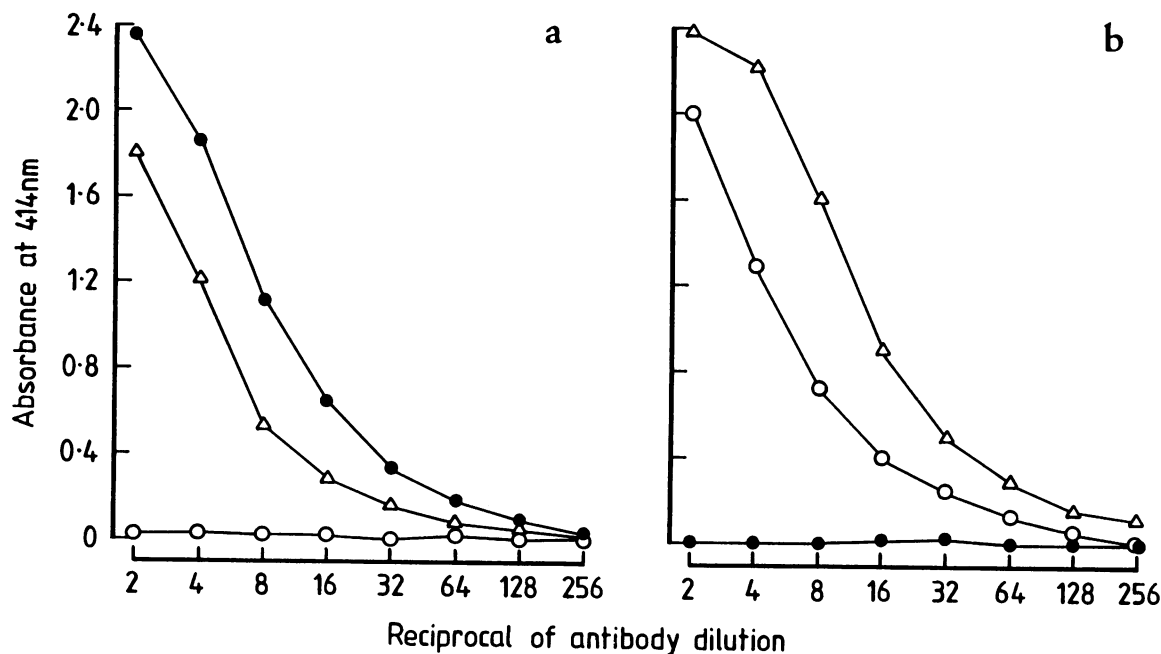 a
b
2·4
2·0
1·6
1·2
0·8
0·4
0
Absorbance at 414nm
2 4 8 16 32 64 128 256
2 4 8 16 32 64 128 256
Reciprocal of antibody dilution